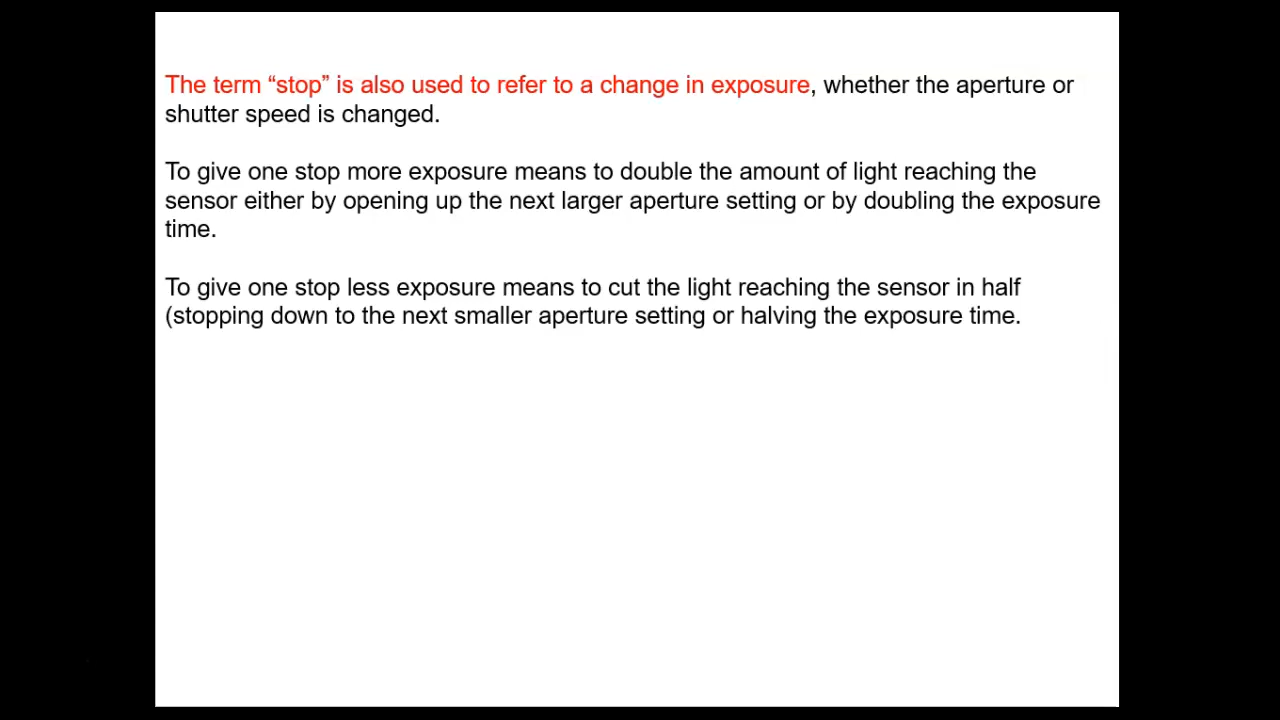 The term “stop” is also used to refer to a change in exposure, whether the aperture or
shutter speed is changed.
To give one stop more exposure means to double the amount of light reaching the
sensor either by opening up the next larger aperture setting or by doubling the exposure
time.
To give one stop less exposure means to cut the light reaching the sensor in half
(stopping down to the next smaller aperture setting or halving the exposure time.